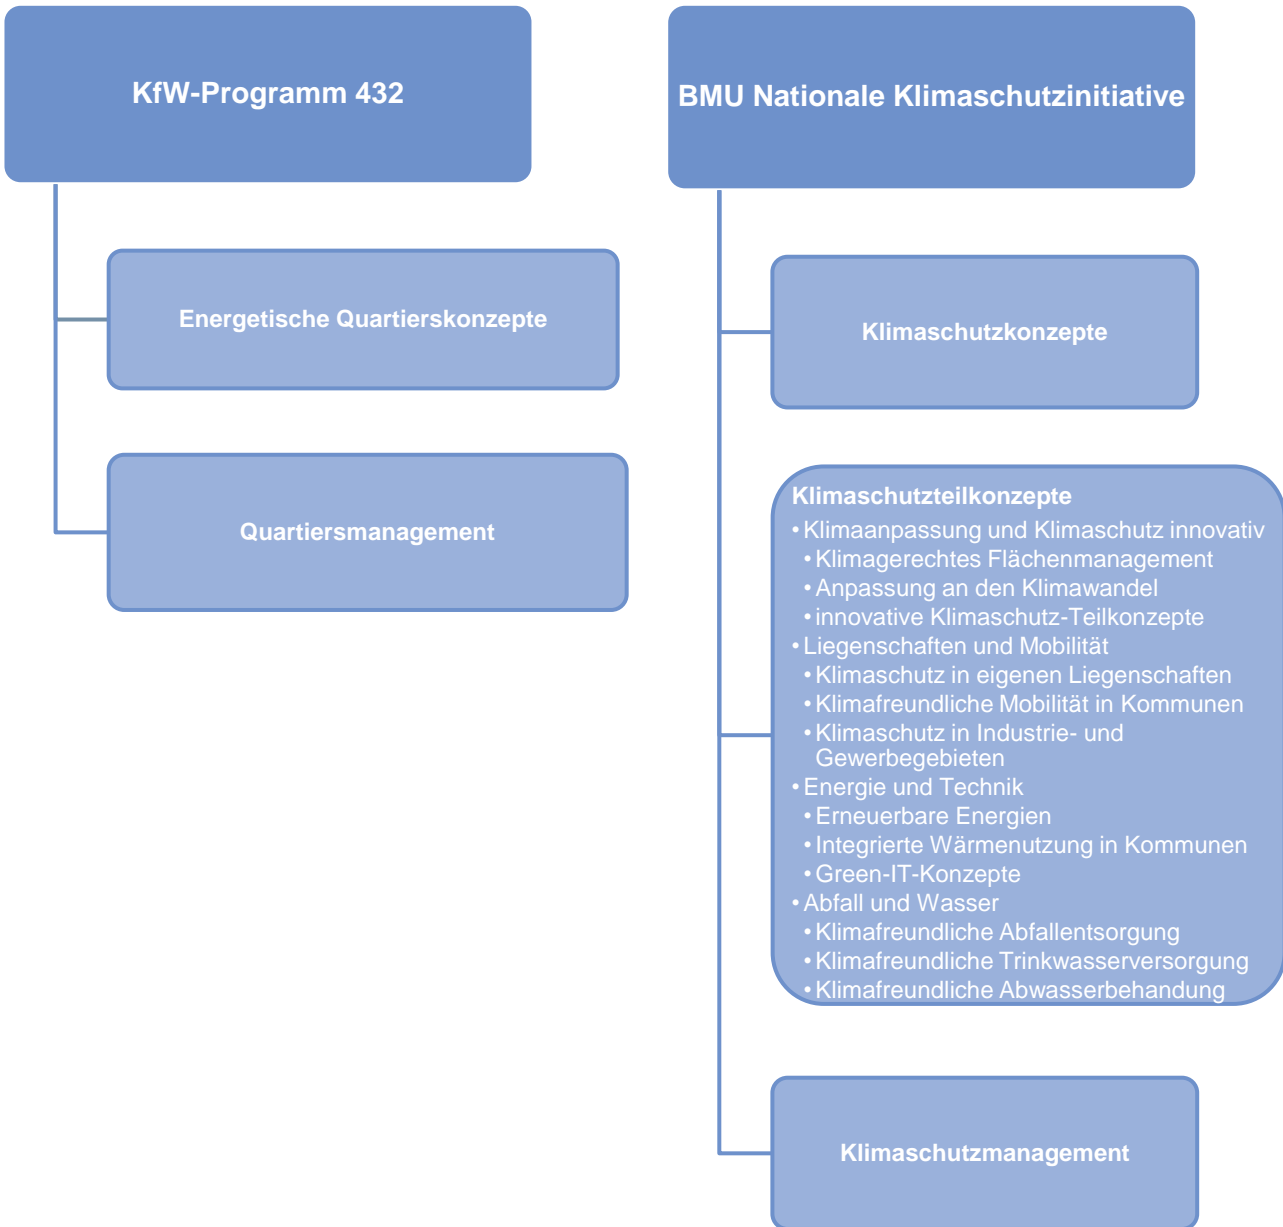 KfW-Programm 432
Energetische Quartierskonzepte
Quartiersmanagement
BMU Nationale Klimaschutzinitiative
Klimaschutzkonzepte
Klimaschutzteilkonzepte
• Klimaanpassung und Klimaschutz innovativ
• Klimagerechtes Flächenmanagement
• Anpassung an den Klimawandel
• innovative Klimaschutz-Teilkonzepte
• Liegenschaften und Mobilität
• Klimaschutz in eigenen Liegenschaften
• Klimafreundliche Mobilität in Kommunen
• Klimaschutz in Industrie- und
Gewerbegebieten
• Energie und Technik
• Erneuerbare Energien
• Integrierte Wärmenutzung in Kommunen
• Green-IT-Konzepte
• Abfall und Wasser
• Klimafreundliche Abfallentsorgung
• Klimafreundliche Trinkwasserversorgung
• Klimafreundliche Abwasserbehandung
Klimaschutzmanagement